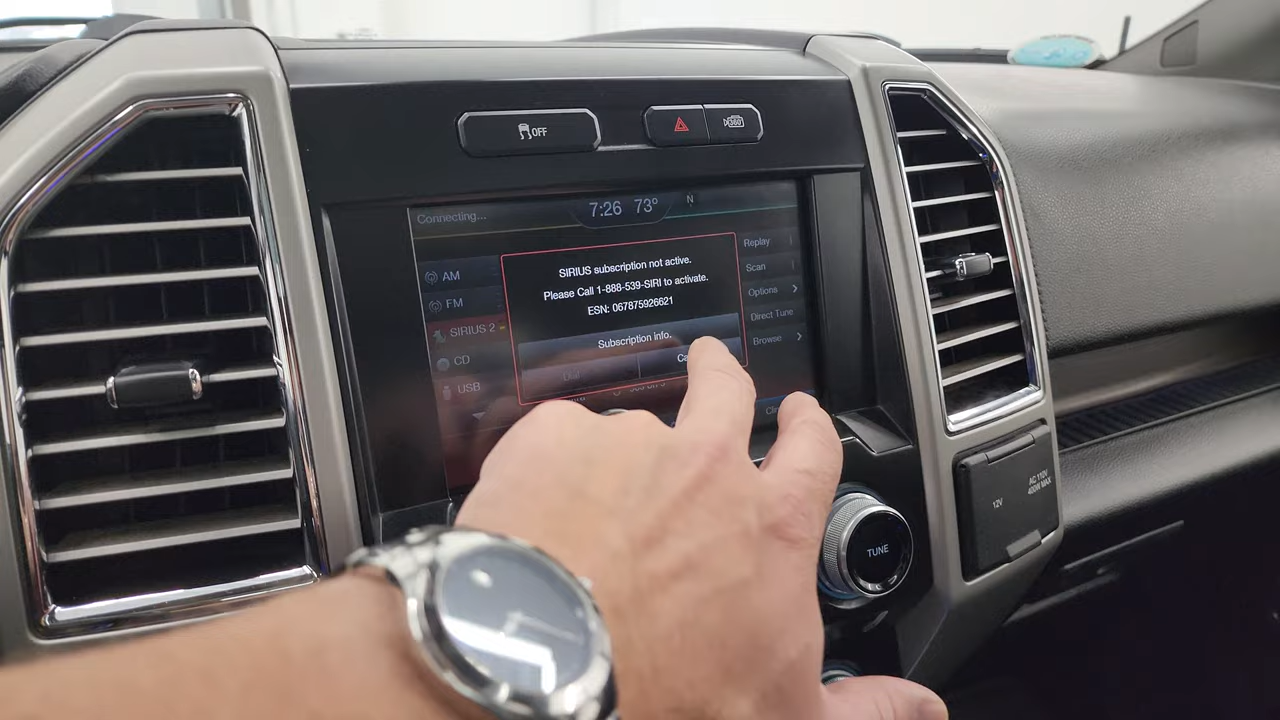 OFF
360
Connecting...
7:26 73°
N
AM
FM
SIRIUS 2
CD
USB
SIRIUS subscription not active.
Please Call 1-888-539-SIRI to activate.
ESN: 067875926621
Subscription info.
Replay
Scan
Options
Direct Tune
Browse
TUNE
12V
AC 110V
400W MAX